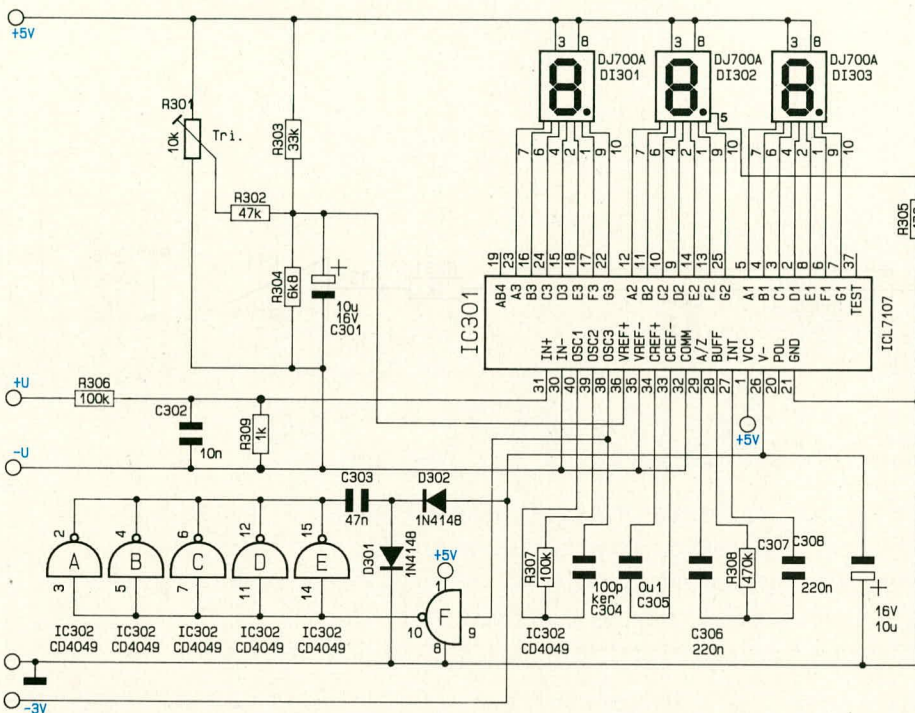 +5V
R301
10k
Tri.
R302
47k
R303
33k
R304
6k8
10u
16V
C301
3 8
DJ700A
DI301
7 6 4 2 1 9 10
3 8
DJ700A
DI302
5
7 6 4 2 1 9 10
3 8
DJ700A
DI303
7 6 4 2 1 9 10
R305
19 23 16 24 15 18 17 22 12 11 10 9 14 13 25 5 4 3 2 8 6 7 37
AB4 A3 B3 C3 D3 E3 F3 G3 A2 B2 C2 D2 E2 F2 G2 A1 B1 C1 D1 E1 F1 G1 TEST
IC301
ICL7107
IN+ IN- OSC1 OSC2 OSC3 VREF+ VREF- CREF+ CREF- COMM A/Z BUFF INT VCC V- POL GND
31 30 40 39 38 36 35 34 33 32 29 28 27 1 26 20 21
+5V
+U
R306
100k
C302
10n
R309
1k
-U
C303
47n
D302
1N4148
D301
1N4148
2 4 6 12 15
A B C D E
3 5 7 11 14
IC302
CD4049
IC302
CD4049
IC302
CD4049
IC302
CD4049
IC302
CD4049
+5V
1
F
10
9
8
R307
100k
IC302
CD4049
100p
ker
C304
0u1
C305
C306
220n
R308
470k
C307
C308
220n
16V
10u
-3V